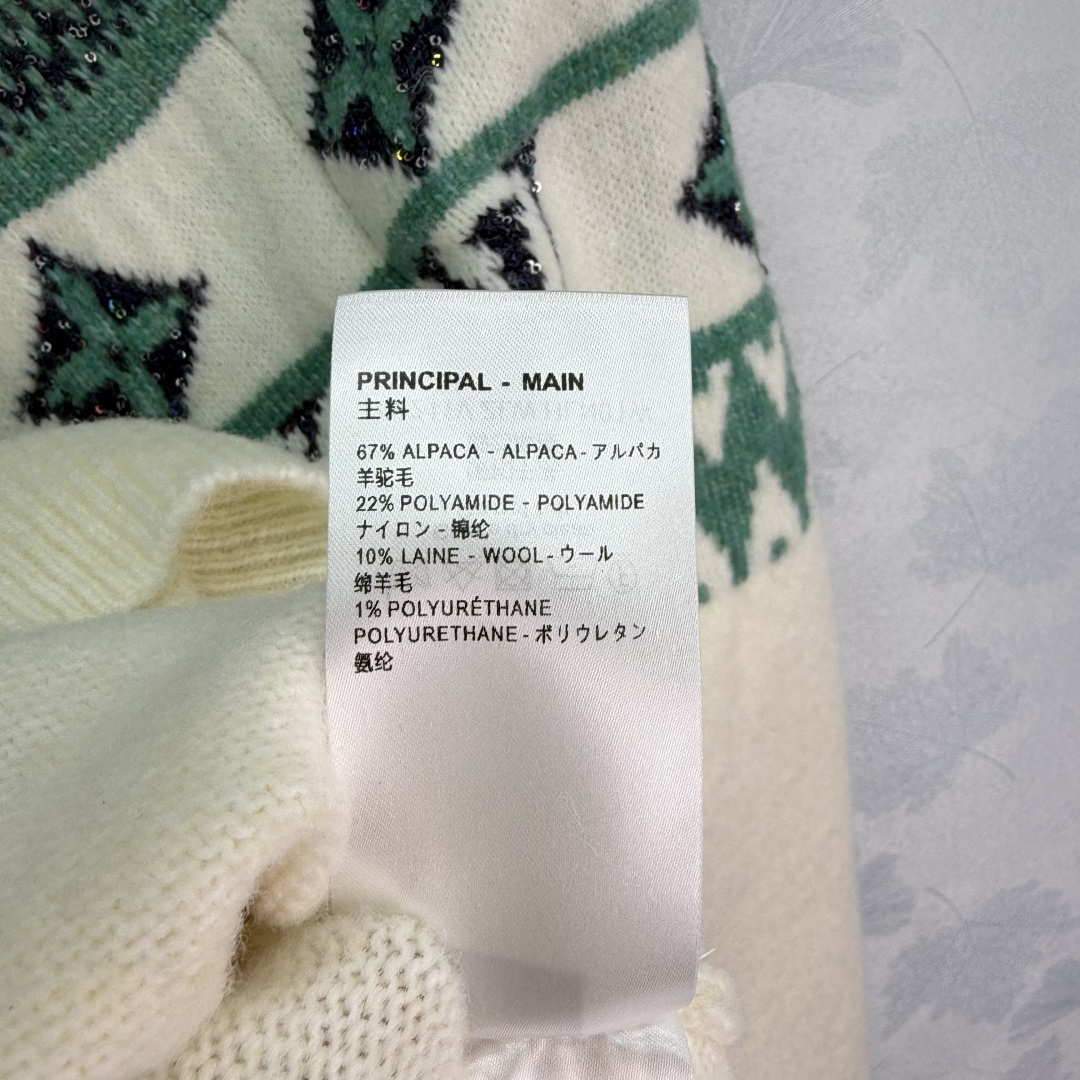 PRINCIPAL - MAIN
主料
67% ALPACA - ALPACA-アルパカ
羊驼毛
22% POLYAMIDE - POLYAMIDE
ナイロン - 锦纶
10% LAINE - WOOL-ウール
绵羊毛
1% POLYURÉTHANE
POLYURETHANE-ポリウレタン
氨纶